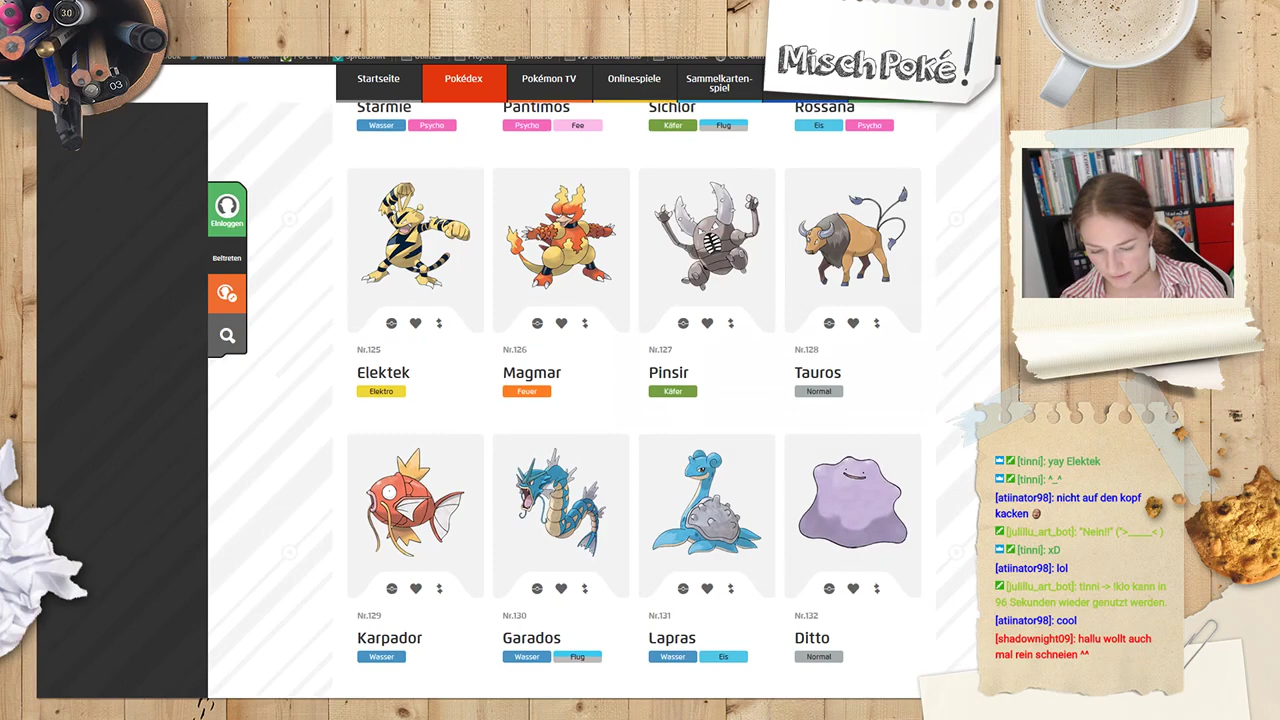 3.0
03
Startseite
Pokédex
Pokémon TV
Onlinespiele
Sammelkarten-
spiel
Misch Poké!
Starmie
Pantimos
Sichlor
Rossana
Wasser
Psycho
Psycho
Fee
Käfer
Flug
Eis
Psycho
Einloggen
Beitreten
Nr.125
Nr.126
Nr.127
Nr.128
Elektek
Magmar
Pinsir
Tauros
Elektro
Feuer
Käfer
Normal
Nr.129
Nr.130
Nr.131
Nr.132
Karpador
Garados
Lapras
Ditto
Wasser
Wasser
Flug
Wasser
Eis
Normal
[tinni]: yay Elektek
[tinni]: ^_^
[atiinator98]: nicht auf den kopf
kacken
[julillu_art_bot]: "Nein!!" ('>____< )
[tinni]: xD
[atiinator98]: lol
[julillu_art_bot]: tinni -> !klo kann in
96 Sekunden wieder genutzt werden.
[atiinator98]: cool
[shadownight09]: hallu wollt auch
mal rein schneien ^^